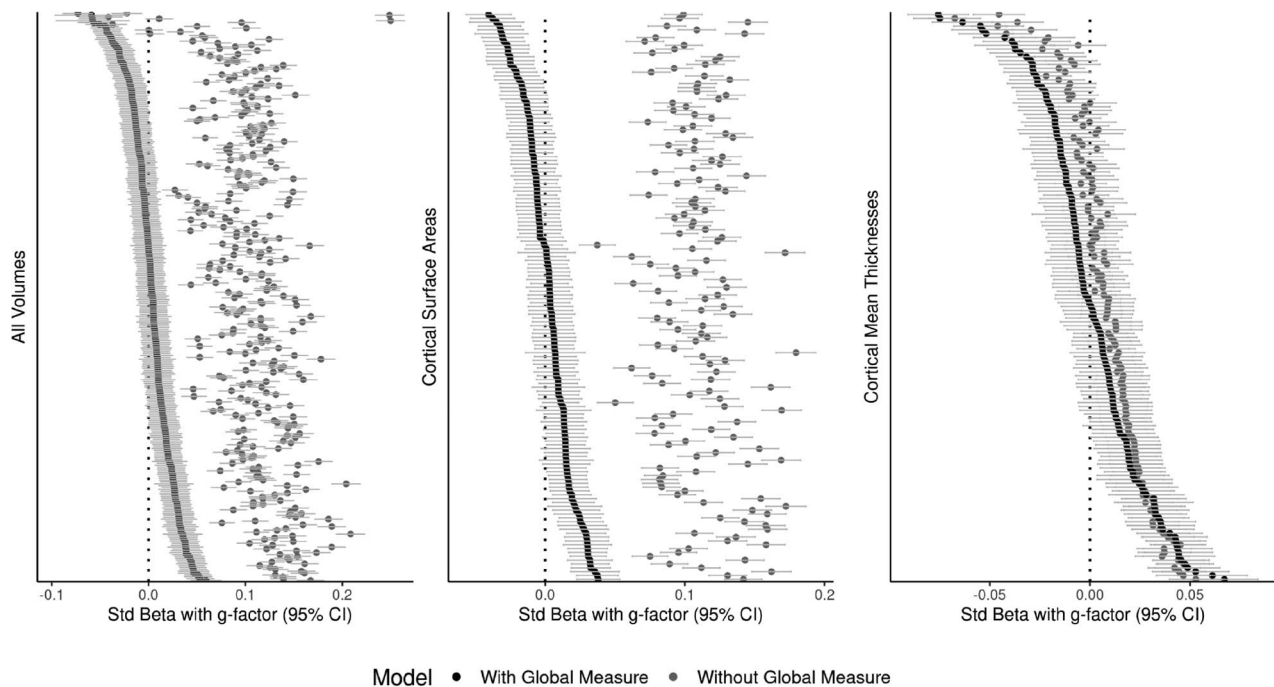 All Volumes
-0.1
0.0
0.1
0.2
Std Beta with g-factor (95% CI)
Cortical Surface Areas
0.0
0.1
0.2
Std Beta with g-factor (95% CI)
Cortical Mean Thicknesses
-0.05
0.00
0.05
Std Beta with g-factor (95% CI)
Model With Global Measure Without Global Measure